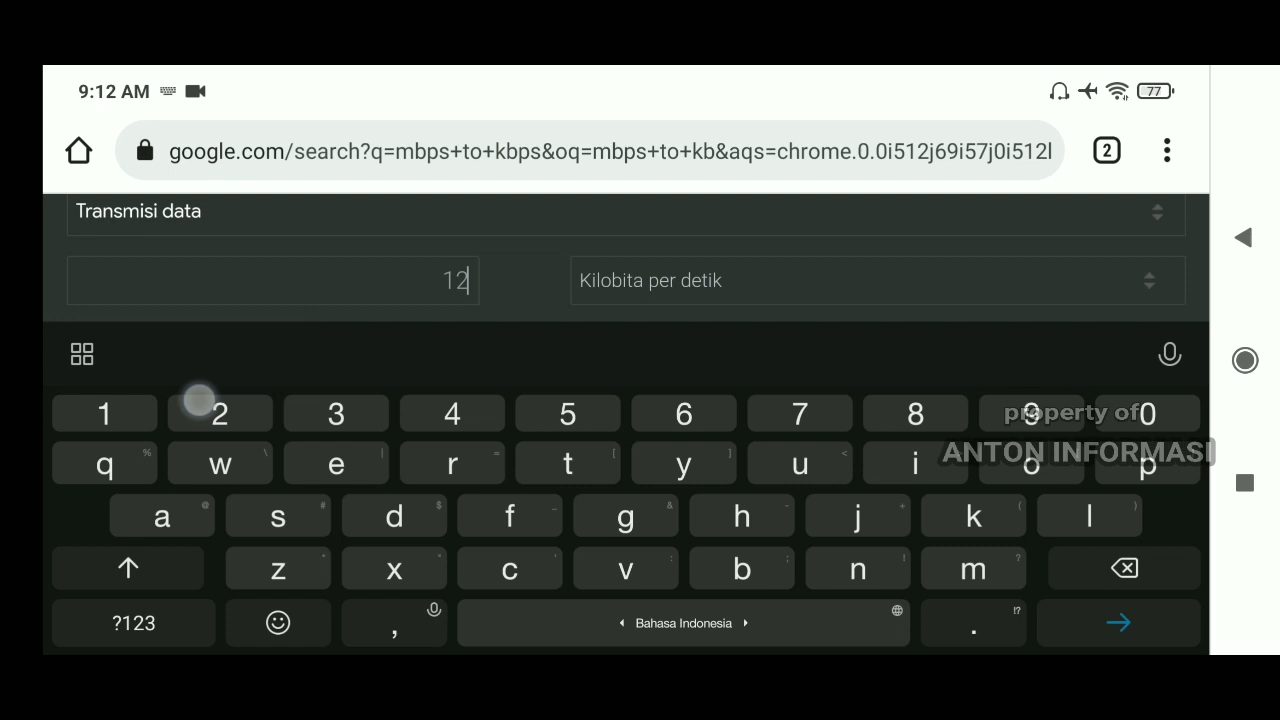 9:12 AM
77
google.com/search?q=mbps+to+kbps&oq=mbps+to+kb&aqs=chrome.0.0i512j69i57j0i512l
2
Transmisi data
12
Kilobita per detik
1 2 3 4 5 6 7 8 9 0
property of
q % w \ e | r = t [ y ] u < i o p
ANTON INFORMASI
a @ s # d $ f _ g & h - j + k ( l )
z x c v : b ; n ! m ?
?123 , Bahasa Indonesia . !?